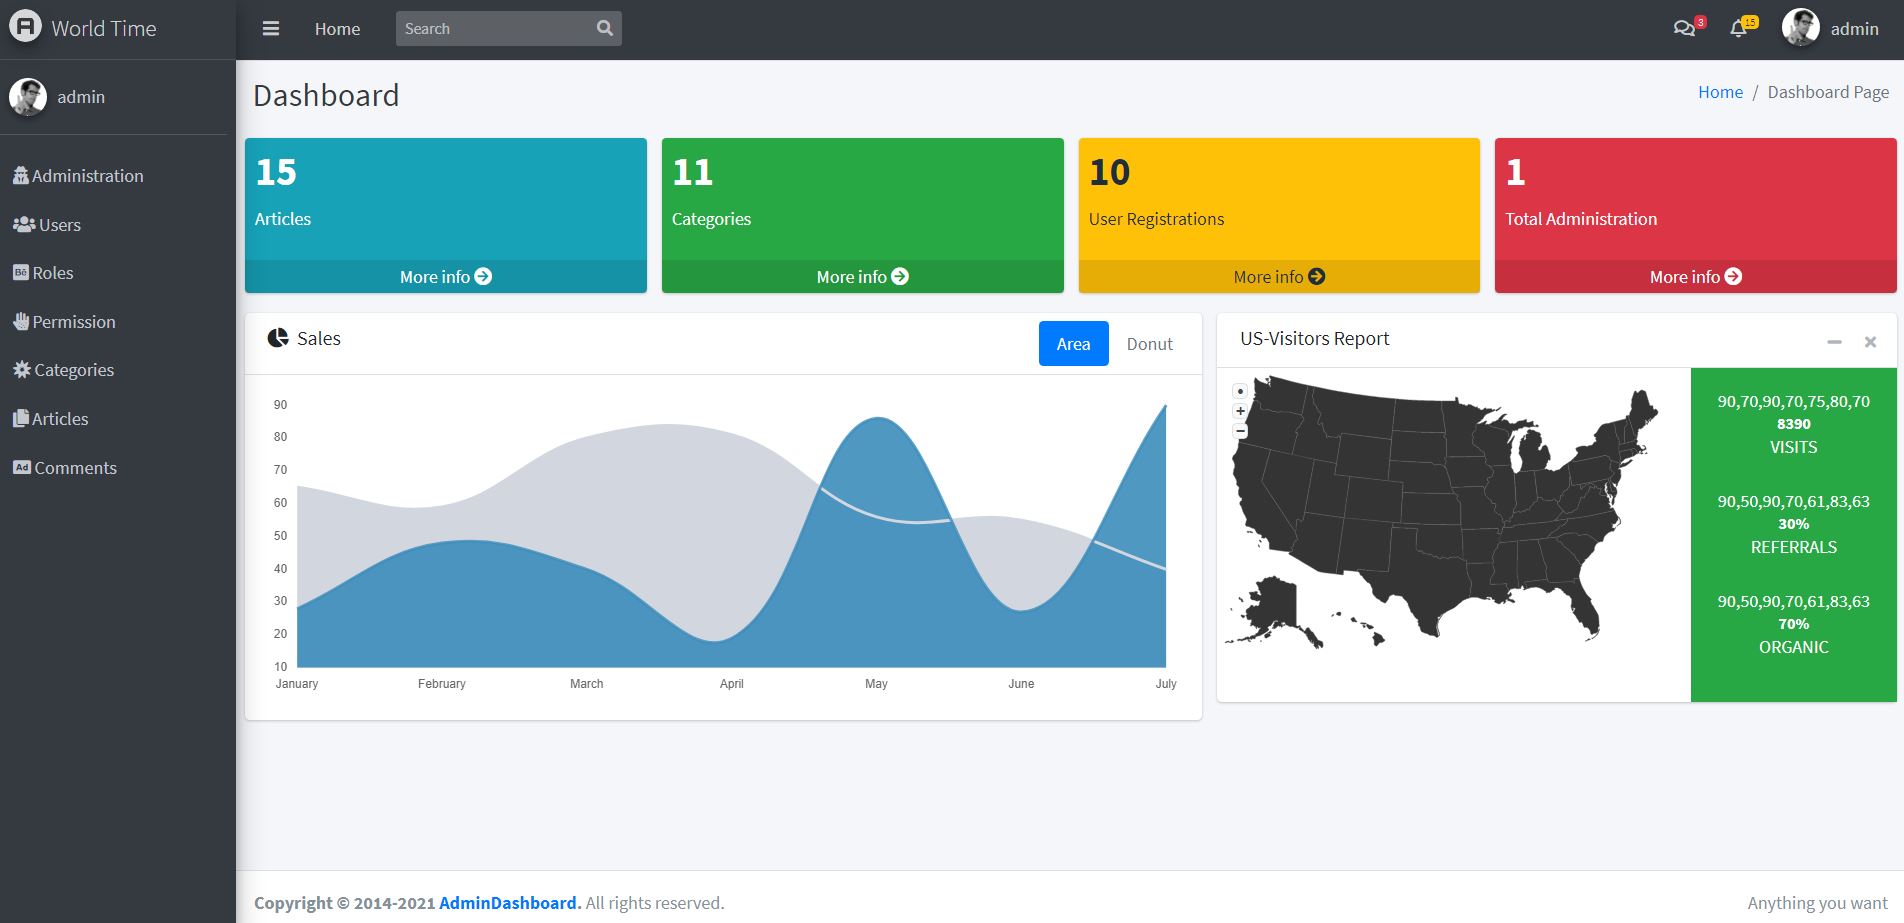 World Time
Home
Search
3
15
admin
admin
Administration
Users
Roles
Permission
Categories
Articles
Comments
Dashboard
Home / Dashboard Page
15
Articles
More info
11
Categories
More info
10
User Registrations
More info
1
Total Administration
More info
Sales
Area
Donut
90
80
70
60
50
40
30
20
10
January February March April May June July
US-Visitors Report
90,70,90,70,75,80,70
8390
VISITS
90,50,90,70,61,83,63
30%
REFERRALS
90,50,90,70,61,83,63
70%
ORGANIC
Copyright © 2014-2021 AdminDashboard. All rights reserved.
Anything you want